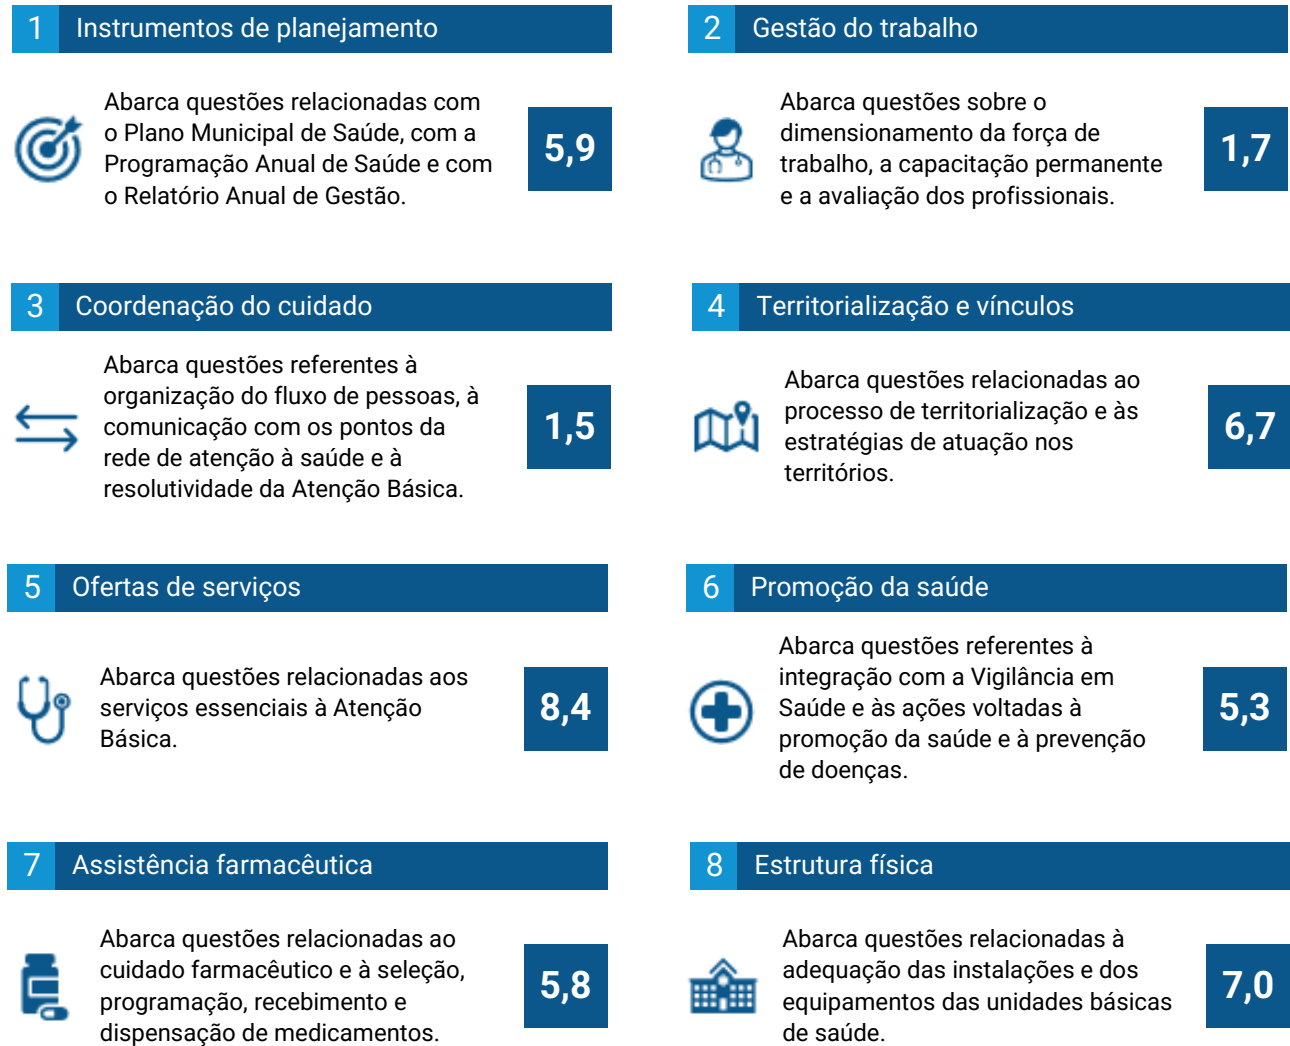 1 Instrumentos de planejamento
Abarca questões relacionadas com
o Plano Municipal de Saúde, com a
Programação Anual de Saúde e com
o Relatório Anual de Gestão.
5,9
2 Gestão do trabalho
Abarca questões sobre o
dimensionamento da força de
trabalho, a capacitação permanente
e a avaliação dos profissionais.
1,7
3 Coordenação do cuidado
Abarca questões referentes à
organização do fluxo de pessoas, à
comunicação com os pontos da
rede de atenção à saúde e à
resolutividade da Atenção Básica.
1,5
4 Territorialização e vínculos
Abarca questões relacionadas ao
processo de territorialização e às
estratégias de atuação nos
territórios.
6,7
5 Ofertas de serviços
Abarca questões relacionadas aos
serviços essenciais à Atenção
Básica.
8,4
6 Promoção da saúde
Abarca questões referentes à
integração com a Vigilância em
Saúde e às ações voltadas à
promoção da saúde e à prevenção
de doenças.
5,3
7 Assistência farmacêutica
Abarca questões relacionadas ao
cuidado farmacêutico e à seleção,
programação, recebimento e
dispensação de medicamentos.
5,8
8 Estrutura física
Abarca questões relacionadas à
adequação das instalações e dos
equipamentos das unidades básicas
de saúde.
7,0